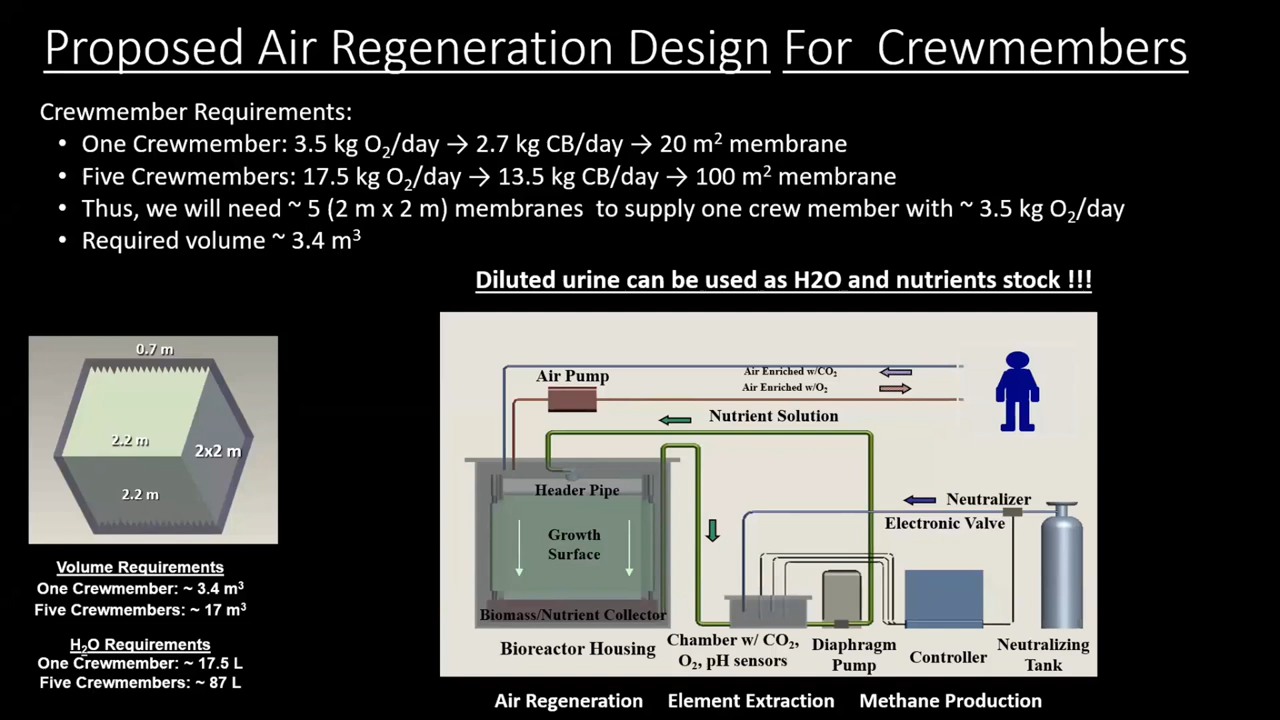 Proposed Air Regeneration Design For Crewmembers
Crewmember Requirements:
• One Crewmember: 3.5 kg O₂/day → 2.7 kg CB/day → 20 m² membrane
• Five Crewmembers: 17.5 kg O₂/day → 13.5 kg CB/day → 100 m² membrane
• Thus, we will need ~ 5 (2 m x 2 m) membranes to supply one crew member with ~ 3.5 kg O₂/day
• Required volume ~ 3.4 m³
Diluted urine can be used as H2O and nutrients stock !!!
0.7 m
2.2 m
2x2 m
2.2 m
Volume Requirements
One Crewmember: ~ 3.4 m³
Five Crewmembers: ~ 17 m³
H₂O Requirements
One Crewmember: ~ 17.5 L
Five Crewmembers: ~ 87 L
Air Enriched w/CO₂
Air Pump
Air Enriched w/O₂
Nutrient Solution
Header Pipe
Neutralizer
Electronic Valve
Growth
Surface
Biomass/Nutrient Collector
Bioreactor Housing
Chamber w/ CO₂,
O₂, pH sensors
Diaphragm
Pump
Controller
Neutralizing
Tank
Air Regeneration Element Extraction Methane Production